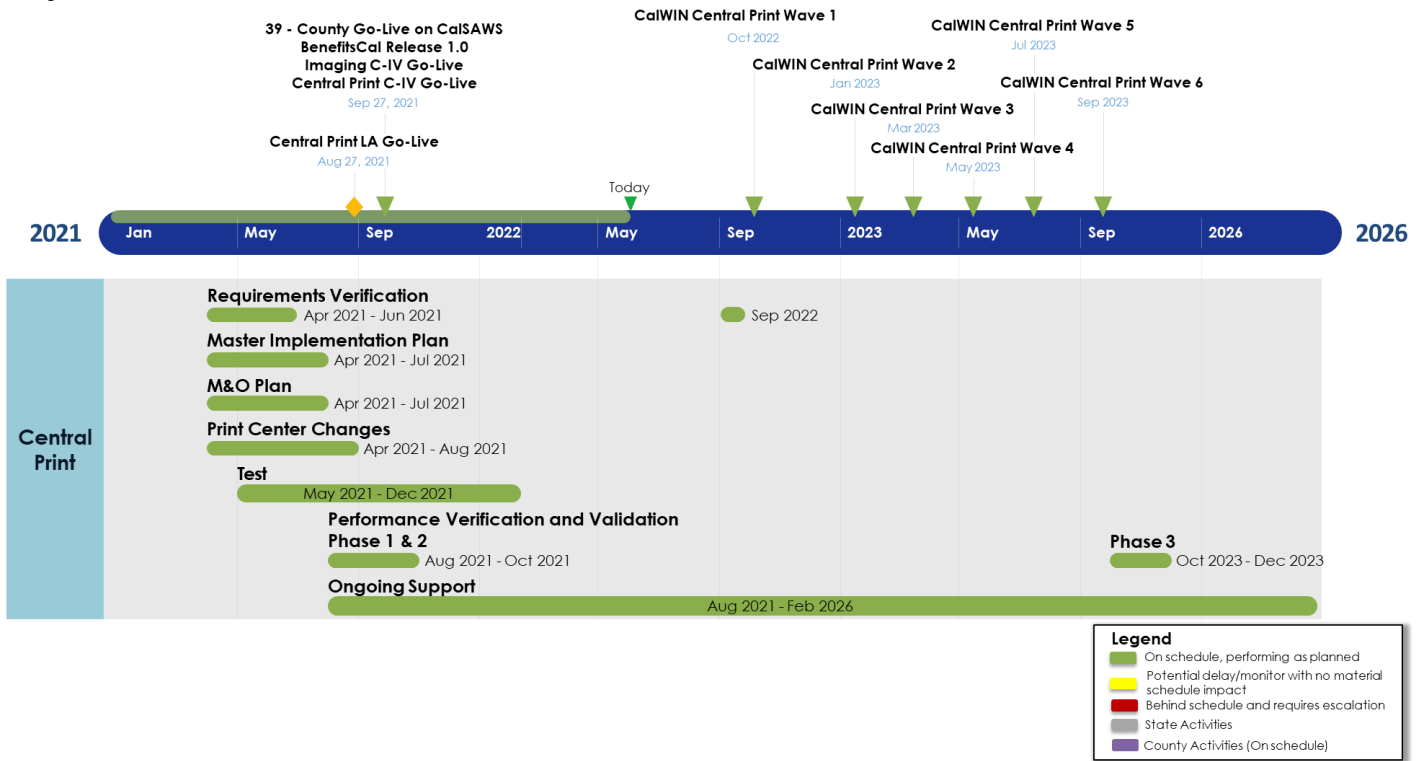 CalWIN Central Print Wave 1
Oct 2022
39 - County Go-Live on CalSAWS
BenefitsCal Release 1.0
Imaging C-IV Go-Live
Central Print C-IV Go-Live
Sep 27, 2021
CalWIN Central Print Wave 5
Jul 2023
CalWIN Central Print Wave 2
Jan 2023
CalWIN Central Print Wave 6
Sep 2023
CalWIN Central Print Wave 3
Mar 2023
Central Print LA Go-Live
Aug 27, 2021
CalWIN Central Print Wave 4
May 2023
Today
2021
Jan
May
Sep
2022
May
Sep
2023
May
Sep
2026
2026
Central
Print
Requirements Verification
Apr 2021 - Jun 2021
Sep 2022
Master Implementation Plan
Apr 2021 - Jul 2021
M&O Plan
Apr 2021 - Jul 2021
Print Center Changes
Apr 2021 - Aug 2021
Test
May 2021 - Dec 2021
Performance Verification and Validation
Phase 1 & 2
Aug 2021 - Oct 2021
Phase 3
Oct 2023 - Dec 2023
Ongoing Support
Aug 2021 - Feb 2026
Legend
On schedule, performing as planned
Potential delay/monitor with no material
schedule impact
Behind schedule and requires escalation
State Activities
County Activities (On schedule)